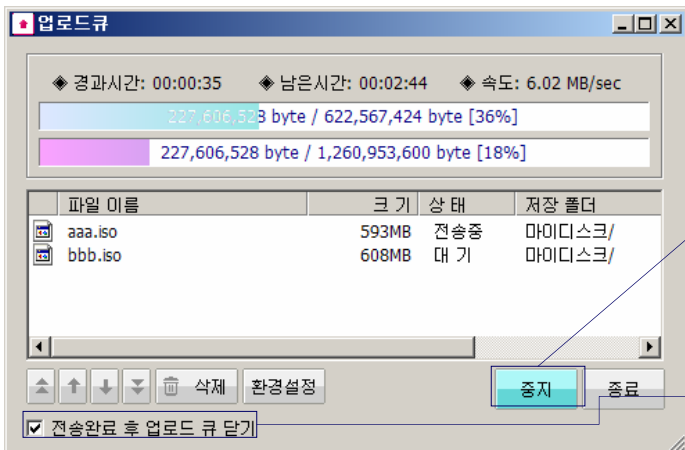 업로드큐
◈ 경과시간: 00:00:35 ◈ 남은시간: 00:02:44 ◈ 속도: 6.02 MB/sec
227,606,528 byte / 622,567,424 byte [36%]
227,606,528 byte / 1,260,953,600 byte [18%]
파일 이름 크 기 상 태 저장 폴더
aaa.iso 593MB 전송중 마이디스크/
bbb.iso 608MB 대 기 마이디스크/
삭제 환경설정 중지 종료
전송완료 후 업로드 큐 닫기